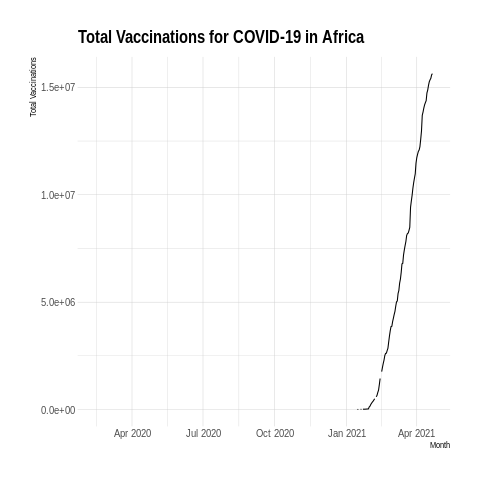 Total Vaccinations for COVID-19 in Africa
Total Vaccinations
1.5e+07
1.0e+07
5.0e+06
0.0e+00
Apr 2020 Jul 2020 Oct 2020 Jan 2021 Apr 2021
Month